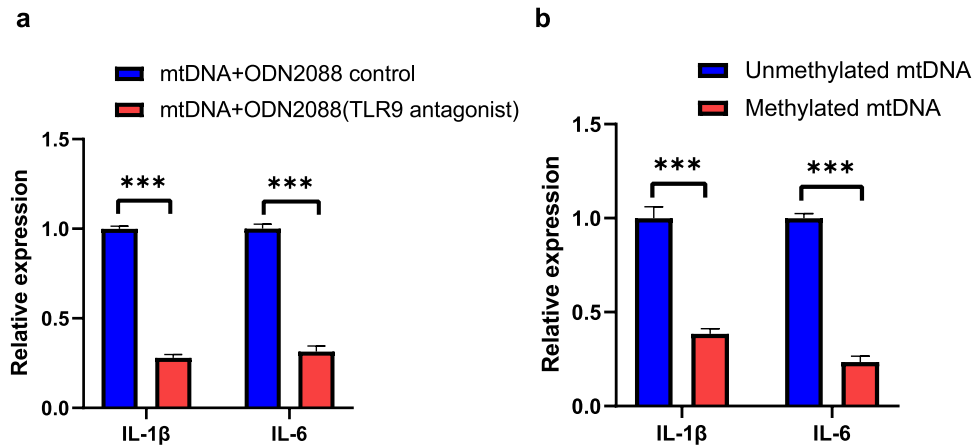 a
mtDNA+ODN2088 control
mtDNA+ODN2088(TLR9 antagonist)
Relative expression
1.5
1.0
0.5
0.0
***
***
IL-1β
IL-6
b
Unmethylated mtDNA
Methylated mtDNA
Relative expression
1.5
1.0
0.5
0.0
***
***
IL-1β
IL-6